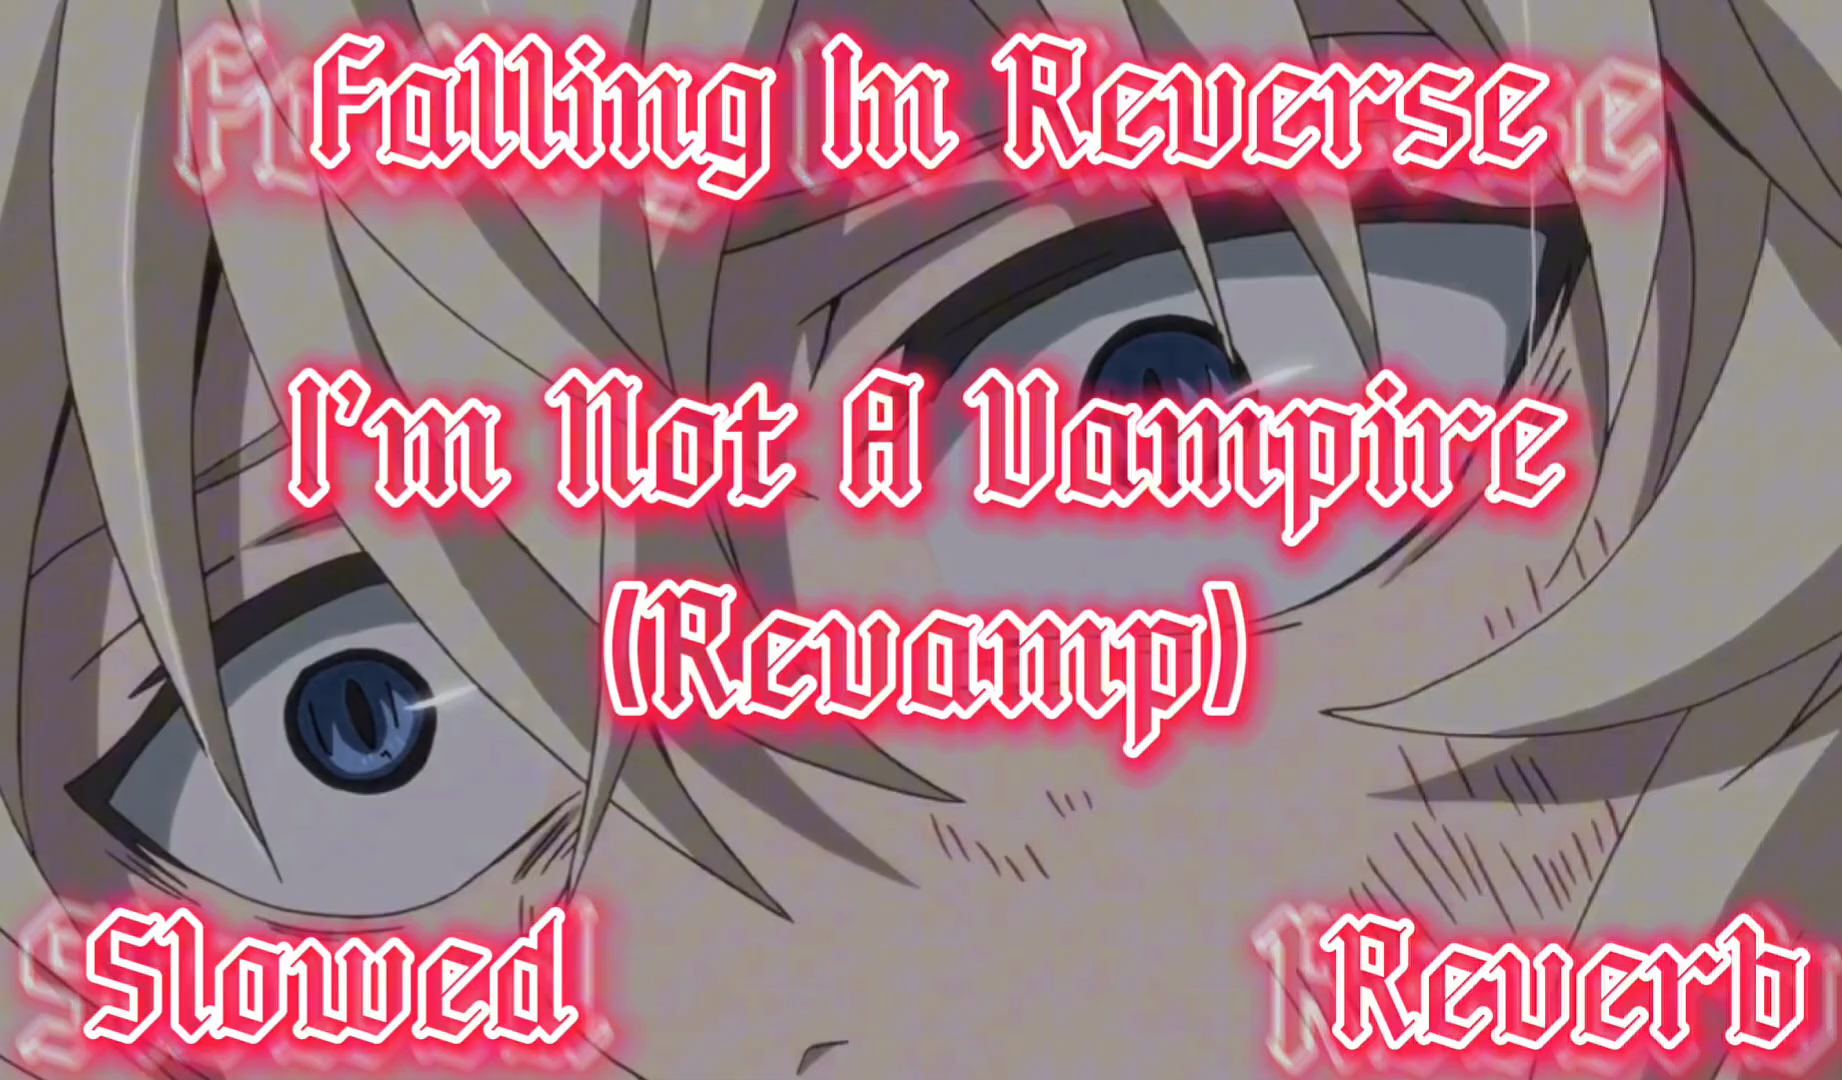 Falling In Reverse
I'm Not A Vampire
(Revamp)
Slowed
Reverb